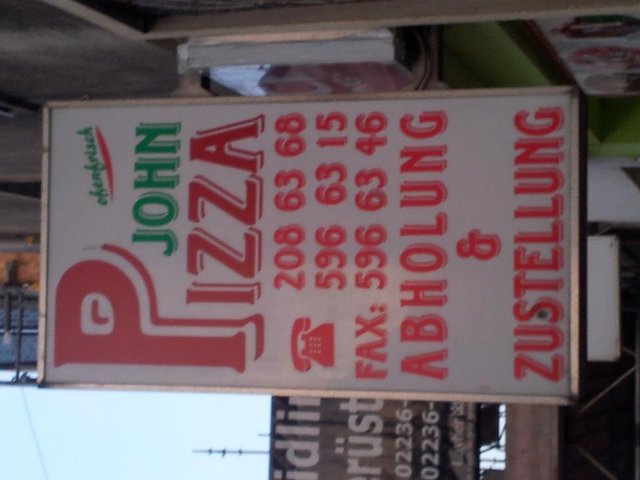 ofenfrisch
JOHN
PIZZA
208 63 68
596 63 15
FAX: 596 63 46
ABHOLUNG
&
ZUSTELLUNG
02236-
02236-